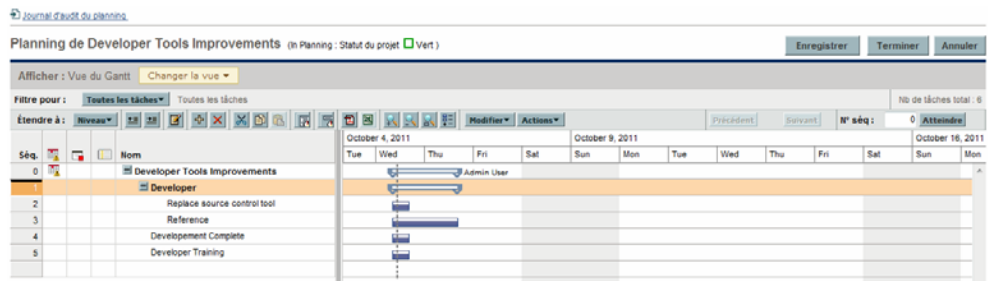 Journal d'audit du planning
Planning de Developer Tools Improvements (In Planning : Statut du projet Vert )
Enregistrer Terminer Annuler
Afficher : Vue du Gantt Changer la vue
Filtre pour : Toutes les tâches Toutes les tâches Nb de tâches total : 6
Étendre à : Niveau Modifier Actions Précédent Suivant N° séq : 0 Atteindre
October 4, 2011 October 9, 2011 October 16, 2011
Séq. Nom Tue Wed Thu Fri Sat Sun Mon Tue Wed Thu Fri Sat Sun Mon
0 Developer Tools Improvements Admin User
1 Developer
2 Replace source control tool
3 Reference
4 Developement Complete
5 Developer Training